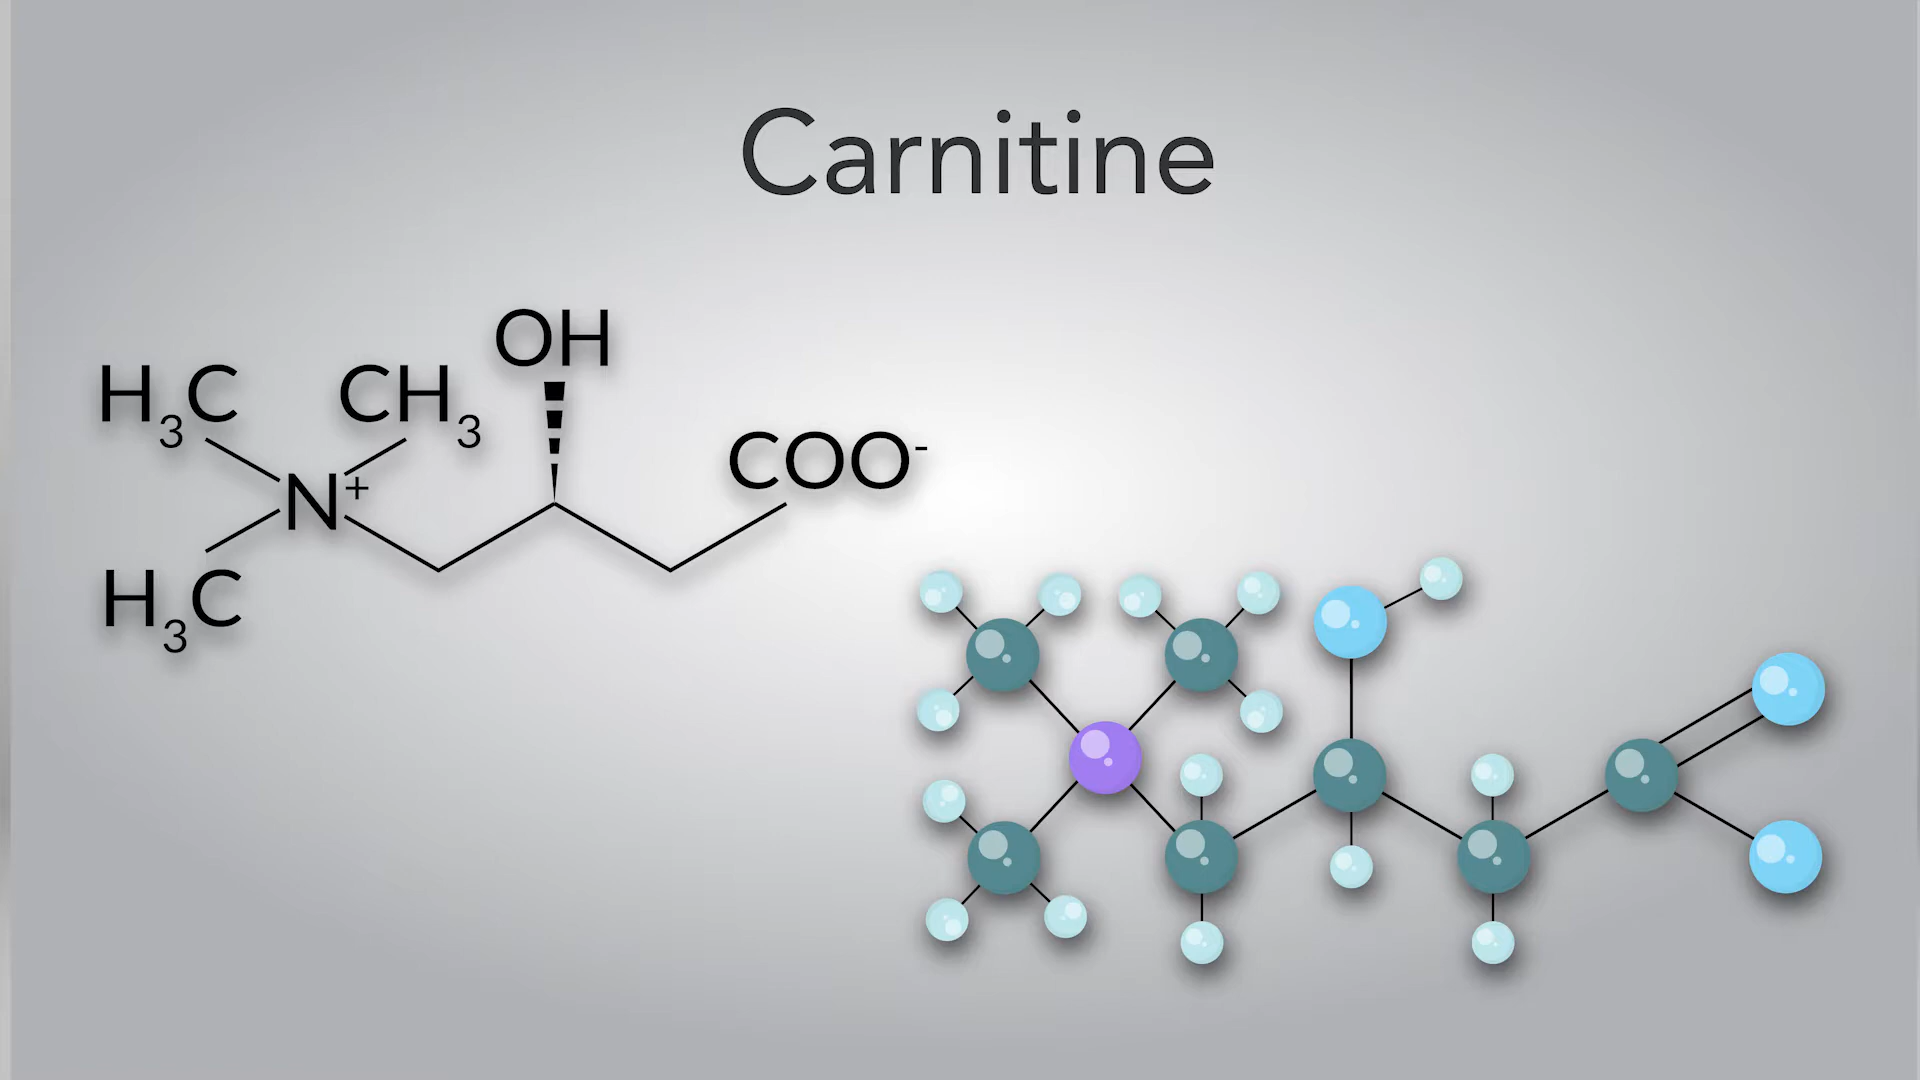 Carnitine
OH
H₃C CH₃
COO⁻
N⁺
H₃C